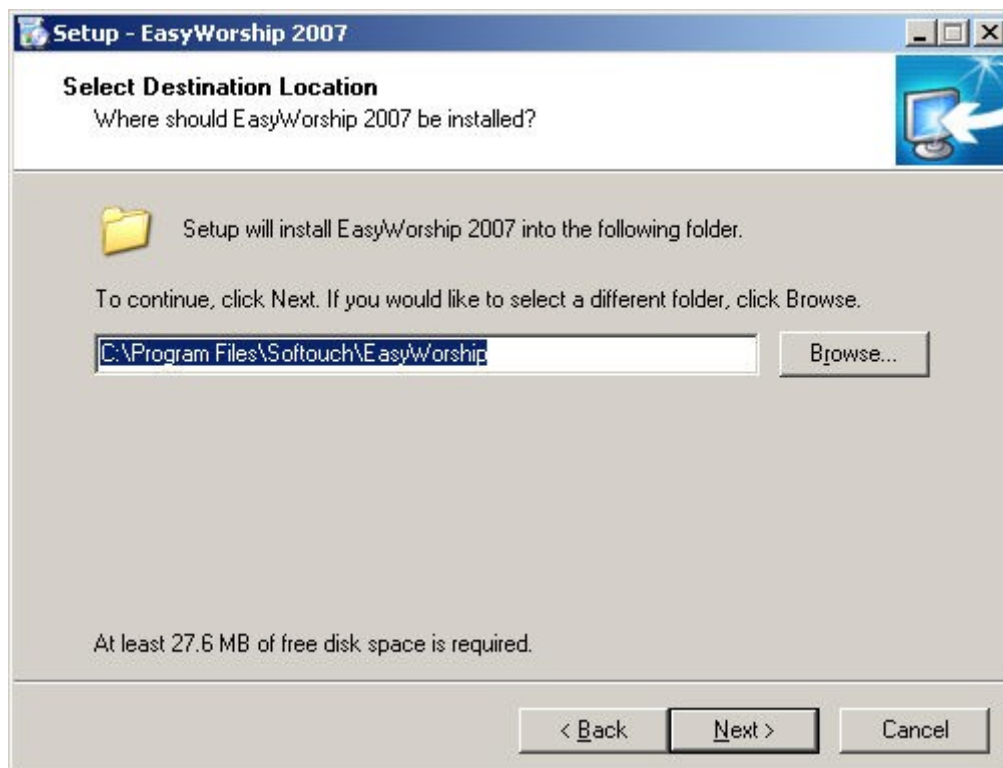 Setup - EasyWorship 2007
Select Destination Location
Where should EasyWorship 2007 be installed?
Setup will install EasyWorship 2007 into the following folder.
To continue, click Next. If you would like to select a different folder, click Browse.
C:\Program Files\Softouch\EasyWorship
Browse...
At least 27.6 MB of free disk space is required.
< Back
Next >
Cancel